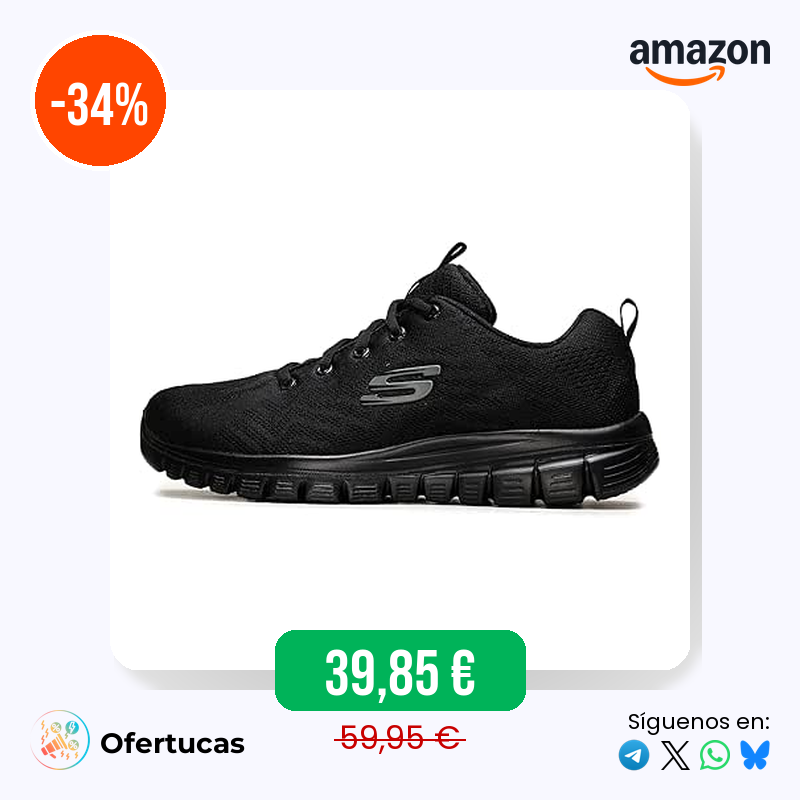 -34%
amazon
39,85 €
59,95 €
Ofertucas
Síguenos en: